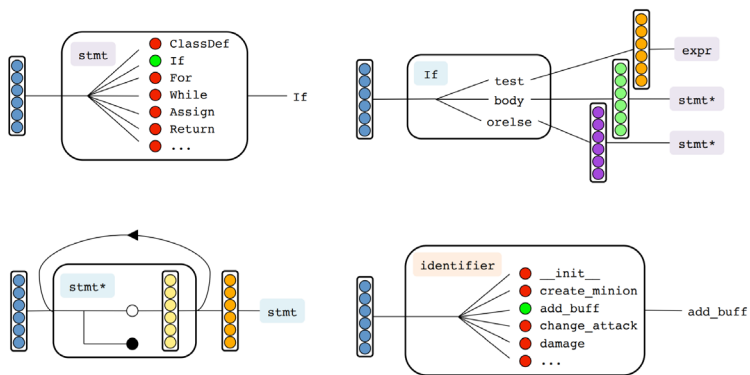 stmt
ClassDef
If
For
While
Assign
Return
...
If
If
test
body
orelse
expr
stmt*
stmt*
stmt*
stmt
identifier
__init__
create_minion
add_buff
change_attack
damage
...
add_buff